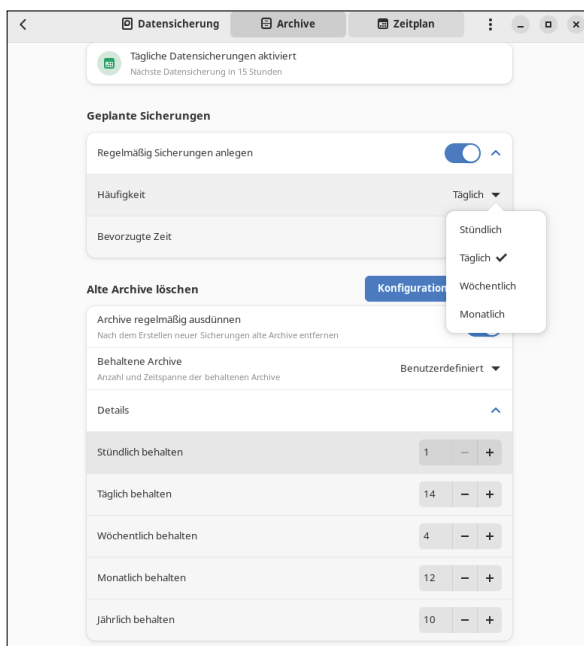 Datensicherung
Archive
Zeitplan
Tägliche Datensicherungen aktiviert
Nächste Datensicherung in 15 Stunden
Geplante Sicherungen
Regelmäßig Sicherungen anlegen
Häufigkeit
Täglich
Stündlich
Täglich
Wöchentlich
Monatlich
Bevorzugte Zeit
Alte Archive löschen
Konfiguration
Archive regelmäßig ausdünnen
Nach dem Erstellen neuer Sicherungen alte Archive entfernen
Behaltene Archive
Anzahl und Zeitspanne der behaltenen Archive
Benutzerdefiniert
Details
Stündlich behalten 1 − +
Täglich behalten 14 − +
Wöchentlich behalten 4 − +
Monatlich behalten 12 − +
Jährlich behalten 10 − +